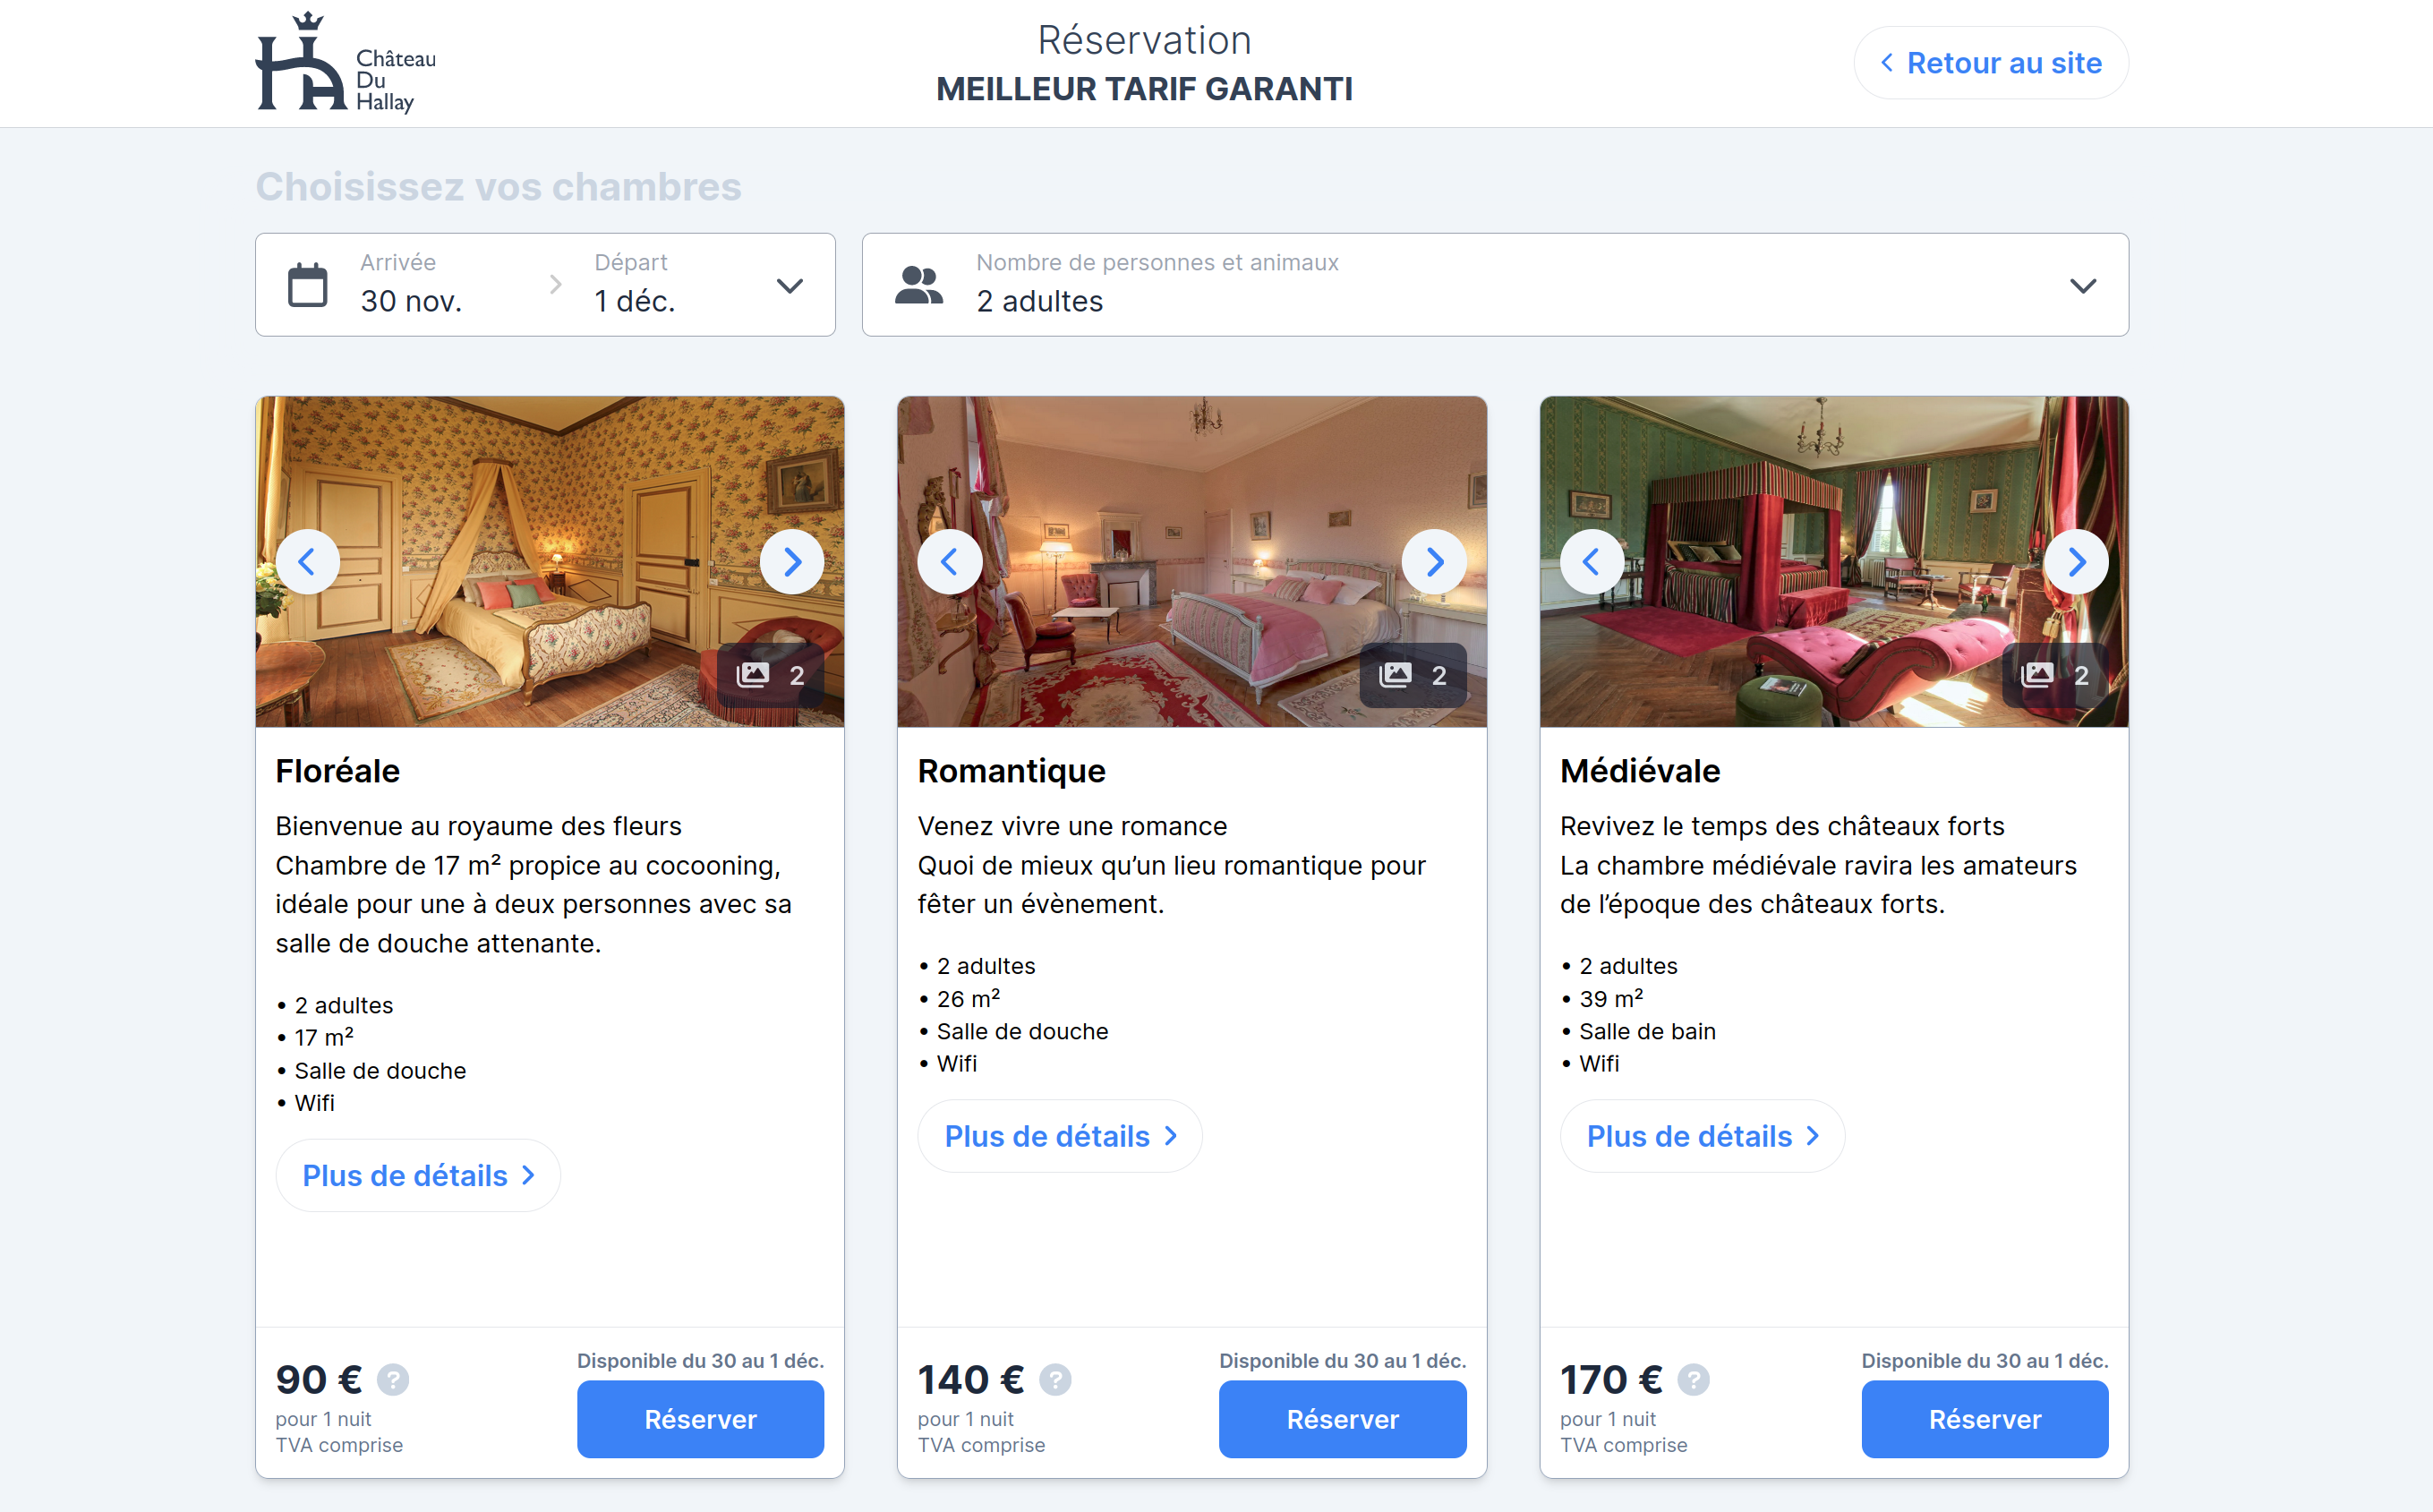 Château
Du
Hallay
Réservation
MEILLEUR TARIF GARANTI
Retour au site
Choisissez vos chambres
Arrivée
30 nov.
Départ
1 déc.
Nombre de personnes et animaux
2 adultes
2
Floréale
Bienvenue au royaume des fleurs
Chambre de 17 m² propice au cocooning,
idéale pour une à deux personnes avec sa
salle de douche attenante.
• 2 adultes
• 17 m²
• Salle de douche
• Wifi
Plus de détails
90 € ?
pour 1 nuit
TVA comprise
Disponible du 30 au 1 déc.
Réserver
2
Romantique
Venez vivre une romance
Quoi de mieux qu’un lieu romantique pour
fêter un évènement.
• 2 adultes
• 26 m²
• Salle de douche
• Wifi
Plus de détails
140 € ?
pour 1 nuit
TVA comprise
Disponible du 30 au 1 déc.
Réserver
2
Médiévale
Revivez le temps des châteaux forts
La chambre médiévale ravira les amateurs
de l’époque des châteaux forts.
• 2 adultes
• 39 m²
• Salle de bain
• Wifi
Plus de détails
170 € ?
pour 1 nuit
TVA comprise
Disponible du 30 au 1 déc.
Réserver